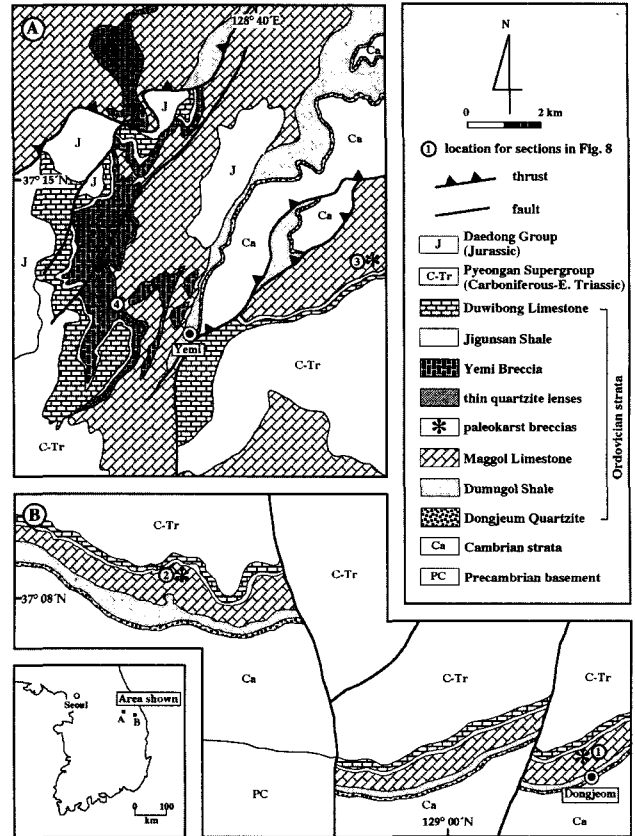 A
128° 40´E
Ca
J
J
Ca
37° 15´N
J
J
Ca
Ca
J
Ca
3
4
Yemi
C-Tr
C-Tr
N
0 2 km
1 location for sections in Fig. 8
thrust
fault
J Daedong Group
(Jurassic)
C-Tr Pyeongan Supergroup
(Carboniferous-E. Triassic)
Duwibong Limestone
Jigunsan Shale
Yemi Breccia
thin quartzite lenses
paleokarst breccias
Maggol Limestone
Dumugol Shale
Dongjeum Quartzite
Ca Cambrian strata
PC Precambrian basement
Ordovician strata
B
C-Tr
C-Tr
2
37° 08´N
Ca
C-Tr
C-Tr
1
Dongjeom
PC
Ca
129° 00´E
Ca
Seoul
Area shown
A B
0 100
km